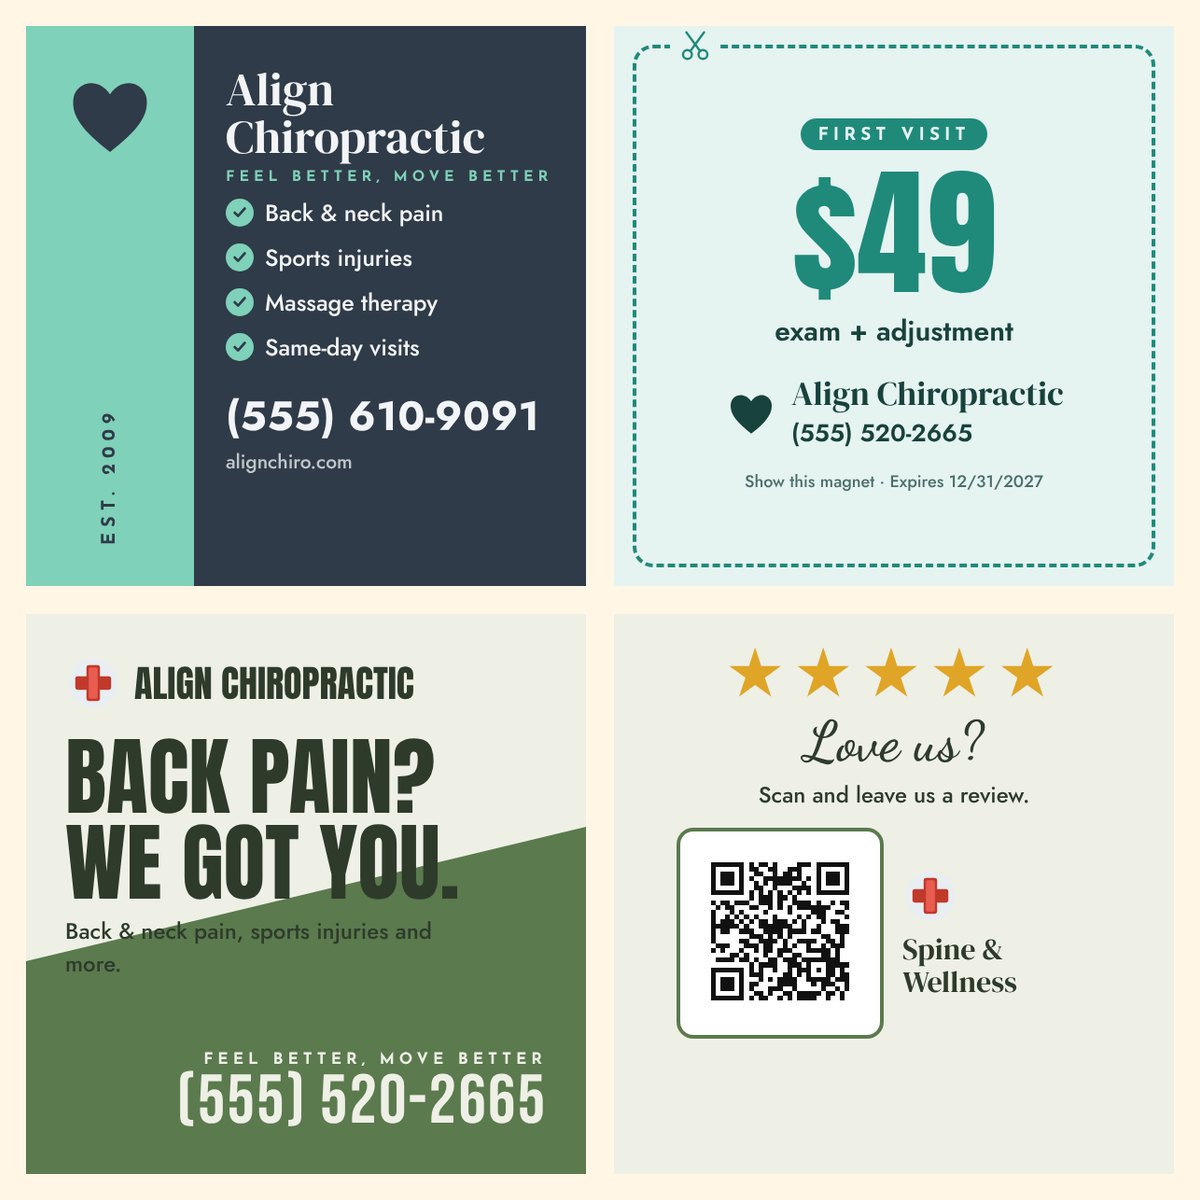 Align
Chiropractic
FEEL BETTER, MOVE BETTER
Back & neck pain
Sports injuries
Massage therapy
Same-day visits
(555) 610-9091
alignchiro.com
EST. 2009
FIRST VISIT
$49
exam + adjustment
Align Chiropractic
(555) 520-2665
Show this magnet · Expires 12/31/2027
ALIGN CHIROPRACTIC
BACK PAIN?
WE GOT YOU.
Back & neck pain, sports injuries and
more.
FEEL BETTER, MOVE BETTER
(555) 520-2665
Love us?
Scan and leave us a review.
Spine &
Wellness